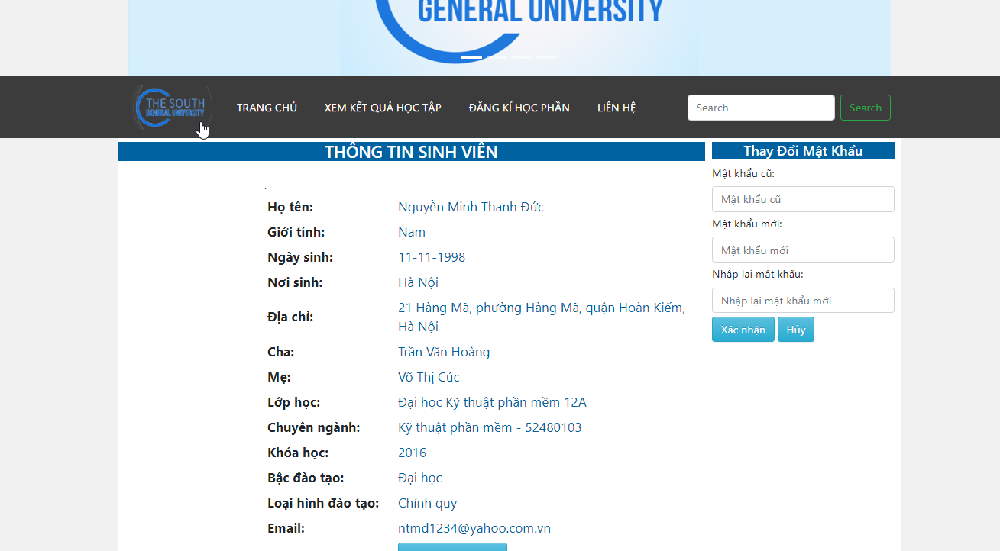 GENERAL UNIVERSITY
THE SOUTH
GENERAL UNIVERSITY
TRANG CHỦ XEM KẾT QUẢ HỌC TẬP ĐĂNG KÍ HỌC PHẦN LIÊN HỆ Search Search
THÔNG TIN SINH VIÊN
.
Họ tên: Nguyễn Minh Thanh Đức
Giới tính: Nam
Ngày sinh: 11-11-1998
Nơi sinh: Hà Nội
Địa chỉ: 21 Hàng Mã, phường Hàng Mã, quận Hoàn Kiếm,
Hà Nội
Cha: Trần Văn Hoàng
Mẹ: Võ Thị Cúc
Lớp học: Đại học Kỹ thuật phần mềm 12A
Chuyên ngành: Kỹ thuật phần mềm - 52480103
Khóa học: 2016
Bậc đào tạo: Đại học
Loại hình đào tạo: Chính quy
Email: ntmd1234@yahoo.com.vn
Thay Đổi Mật Khẩu
Mật khẩu cũ:
Mật khẩu cũ
Mật khẩu mới:
Mật khẩu mới
Nhập lại mật khẩu:
Nhập lại mật khẩu mới
Xác nhận Hủy